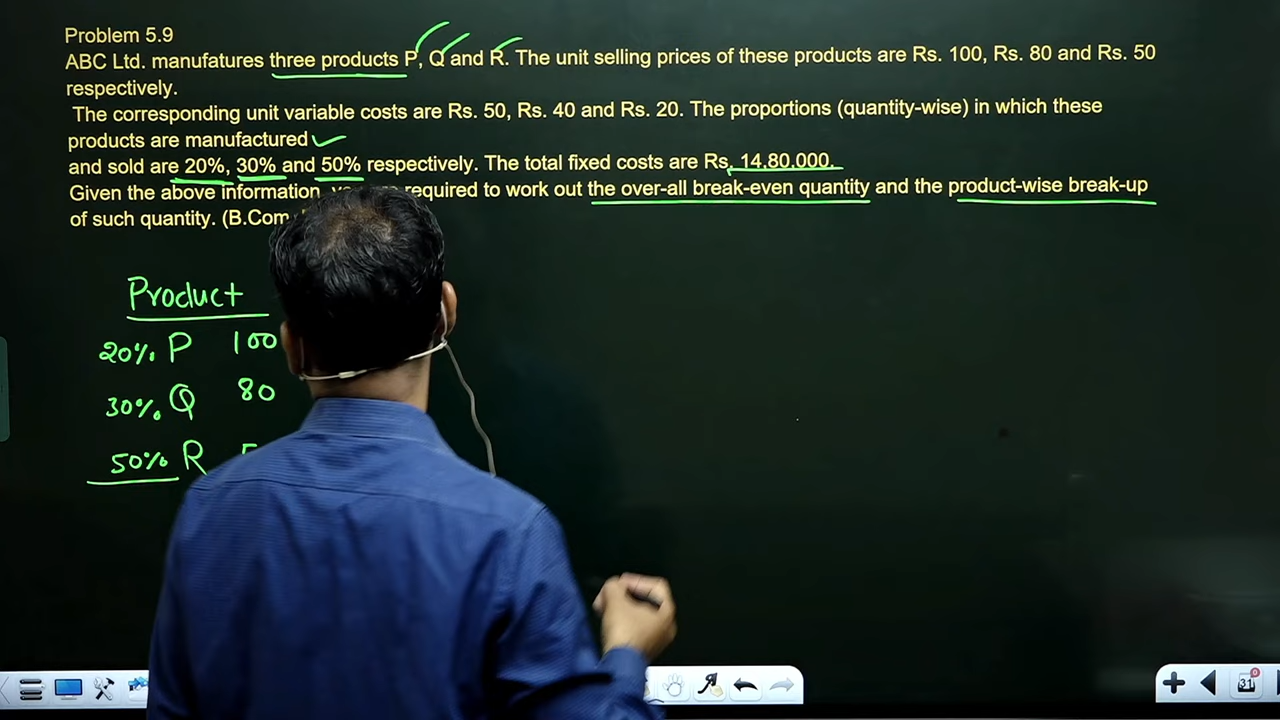 Problem 5.9
ABC Ltd. manufatures three products P, Q and R. The unit selling prices of these products are Rs. 100, Rs. 80 and Rs. 50
respectively.
The corresponding unit variable costs are Rs. 50, Rs. 40 and Rs. 20. The proportions (quantity-wise) in which these
products are manufactured
and sold are 20%, 30% and 50% respectively. The total fixed costs are Rs. 14,80,000.
Given the above information, required to work out the over-all break-even quantity and the product-wise break-up
of such quantity. (B.Com
Product
20% P 100
30% Q 80
50% R
31